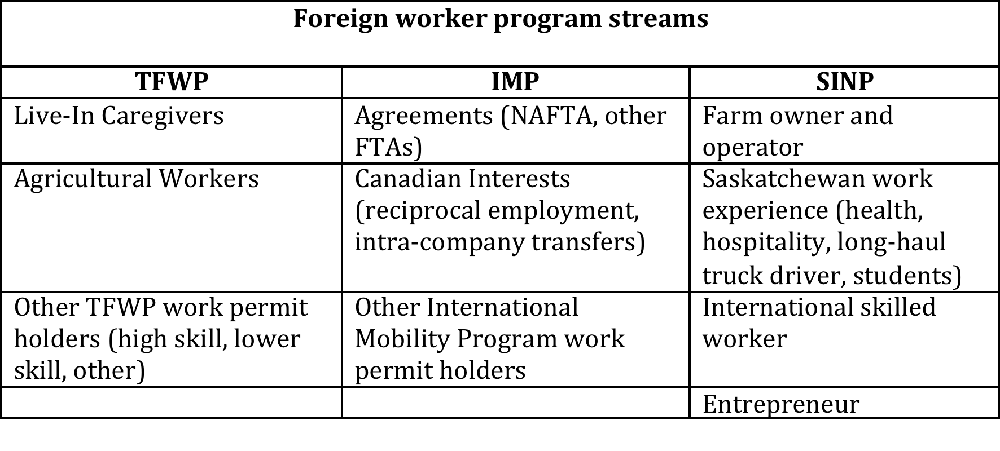 Foreign worker program streams
TFWP
IMP
SINP
Live-In Caregivers
Agreements (NAFTA, other
FTAs)
Farm owner and
operator
Agricultural Workers
Canadian Interests
(reciprocal employment,
intra-company transfers)
Saskatchewan work
experience (health,
hospitality, long-haul
truck driver, students)
Other TFWP work permit
holders (high skill, lower
skill, other)
Other International
Mobility Program work
permit holders
International skilled
worker
Entrepreneur